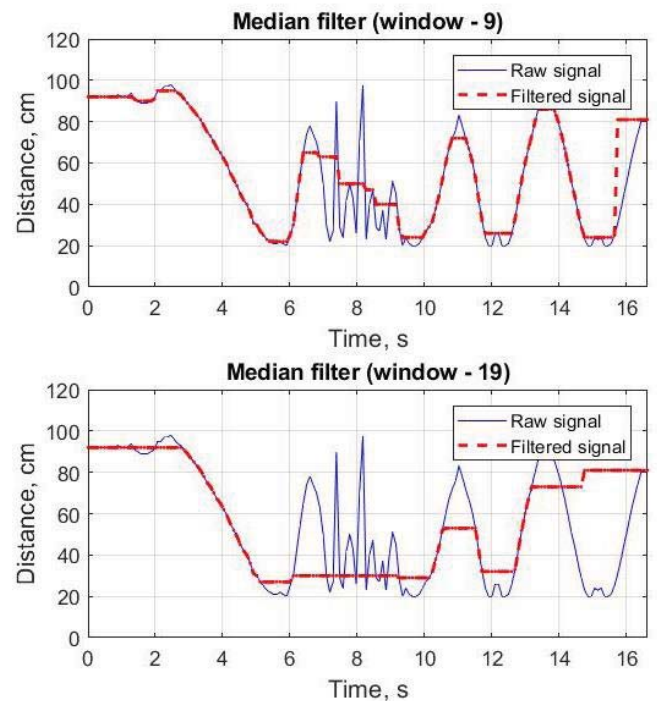 Median filter (window - 9)
120
100
80
60
40
20
0
Distance, cm
Raw signal
Filtered signal
0 2 4 6 8 10 12 14 16
Time, s
Median filter (window - 19)
120
100
80
60
40
20
0
Distance, cm
Raw signal
Filtered signal
0 2 4 6 8 10 12 14 16
Time, s